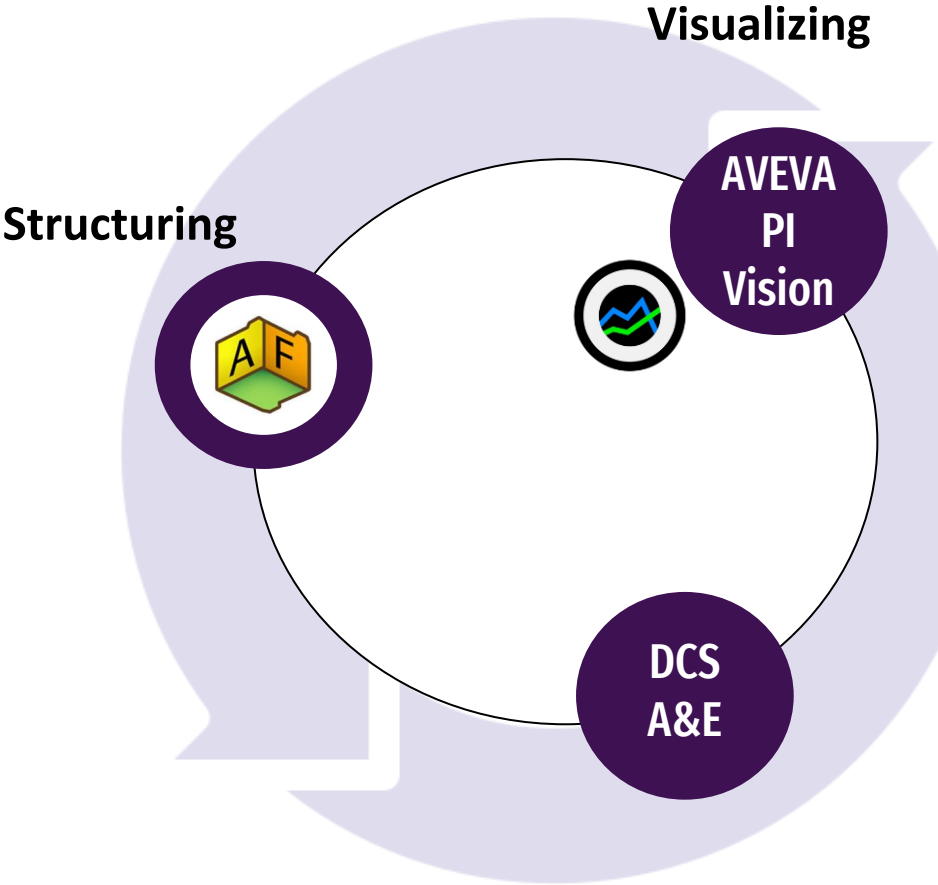 Visualizing
AVEVA
PI
Vision
Structuring
A F
DCS
A&E